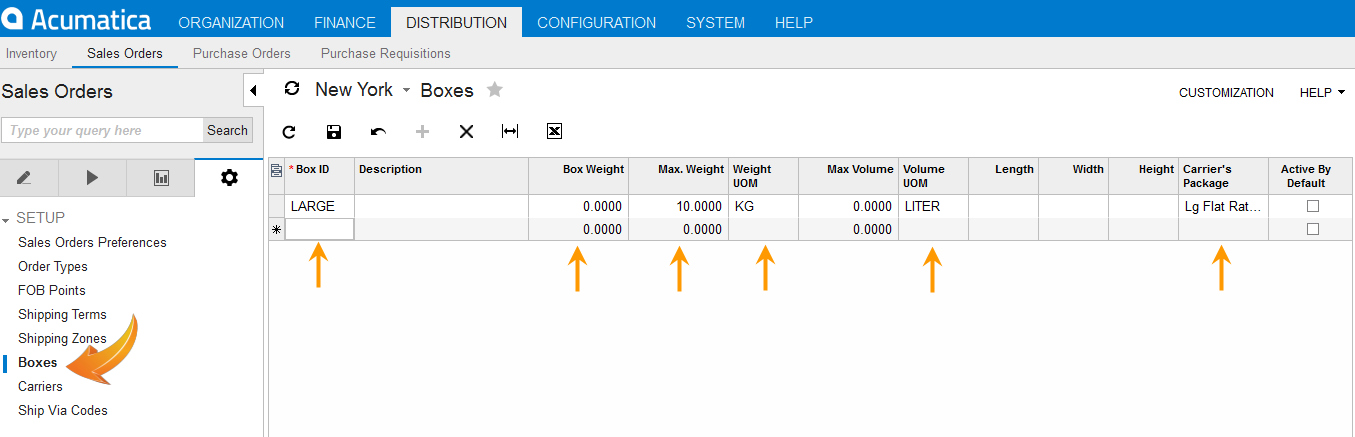 Acumatica ORGANIZATION FINANCE DISTRIBUTION CONFIGURATION SYSTEM HELP
Inventory Sales Orders Purchase Orders Purchase Requisitions
Sales Orders
New York Boxes
CUSTOMIZATION HELP
Type your query here Search
* Box ID Description Box Weight Max. Weight Weight UOM Max Volume Volume UOM Length Width Height Carrier's Package Active By Default
LARGE 0.0000 10.0000 KG 0.0000 LITER Lg Flat Rat...
0.0000 0.0000 0.0000
SETUP
Sales Orders Preferences
Order Types
FOB Points
Shipping Terms
Shipping Zones
Boxes
Carriers
Ship Via Codes